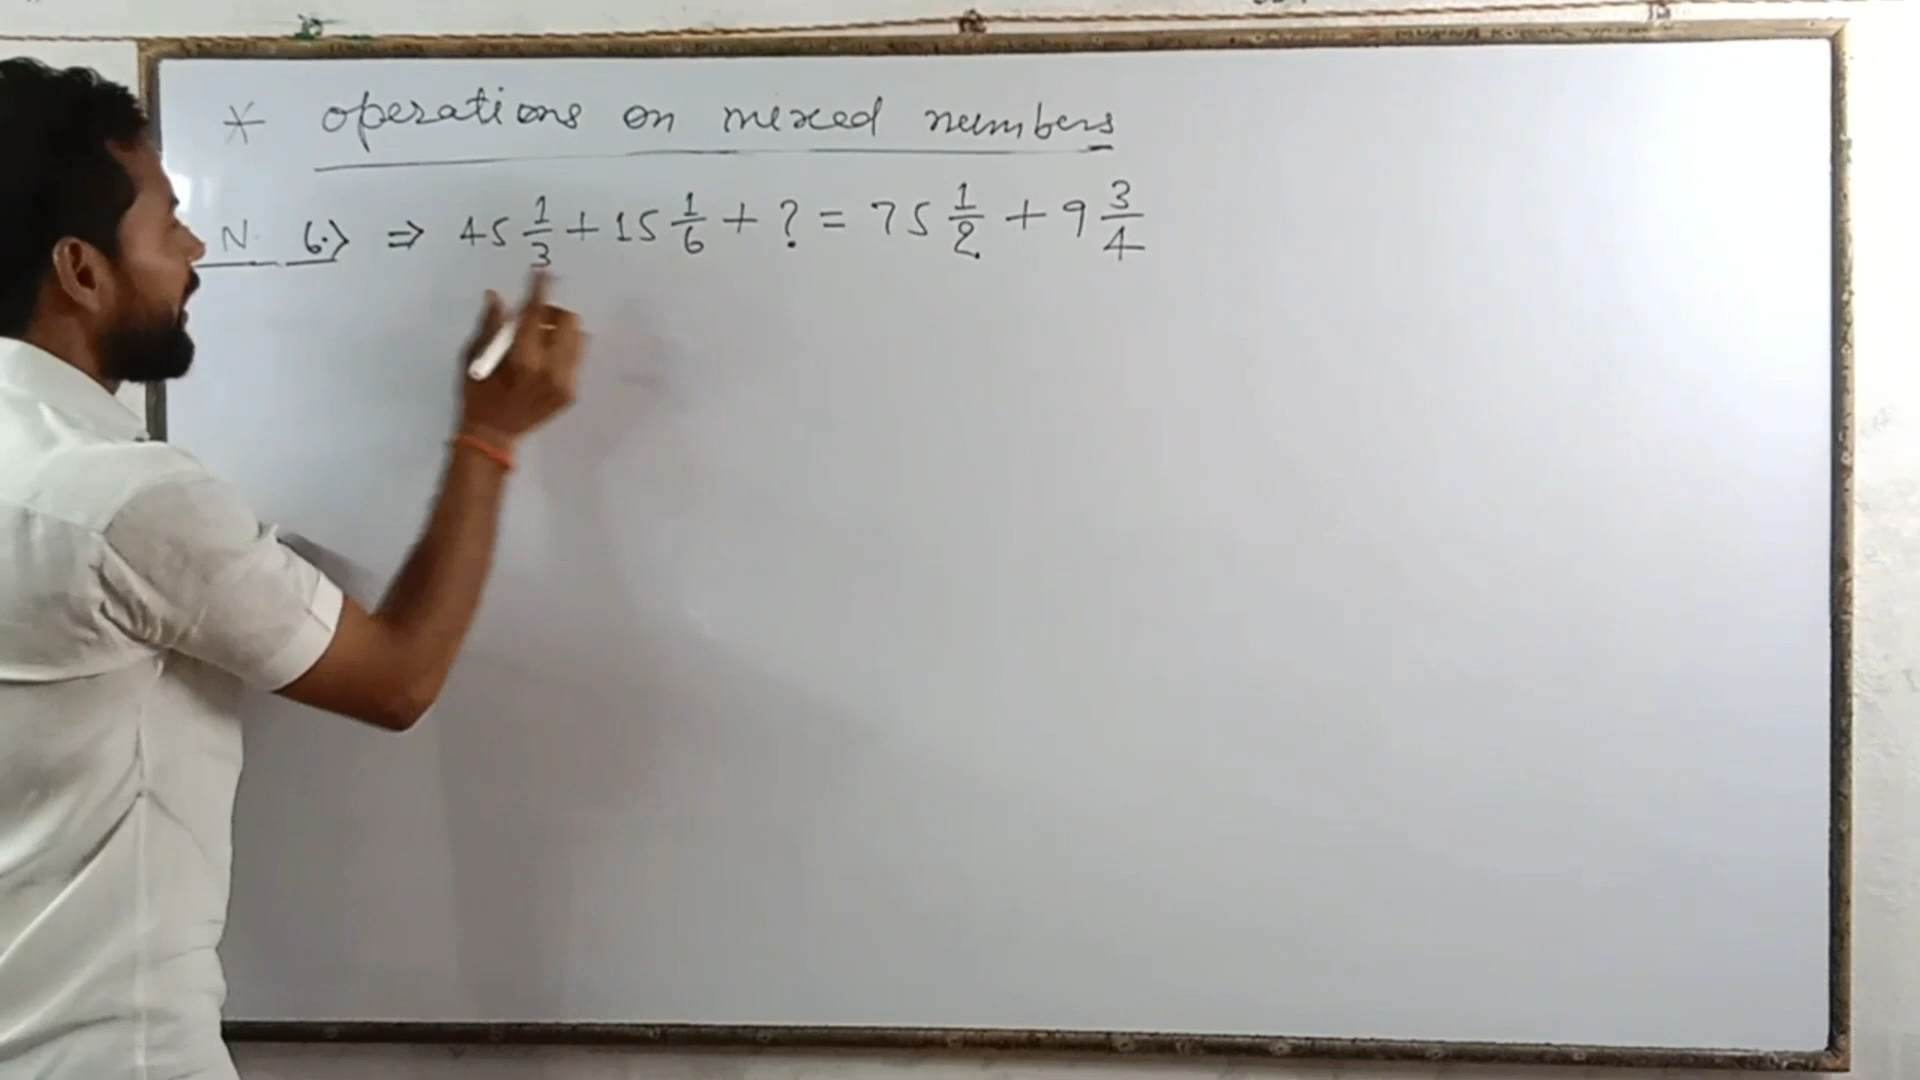 * operations on mixed numbers
N. 6.) ⇒ 45 1/3 + 15 1/6 + ? = 75 1/2 + 9 3/4